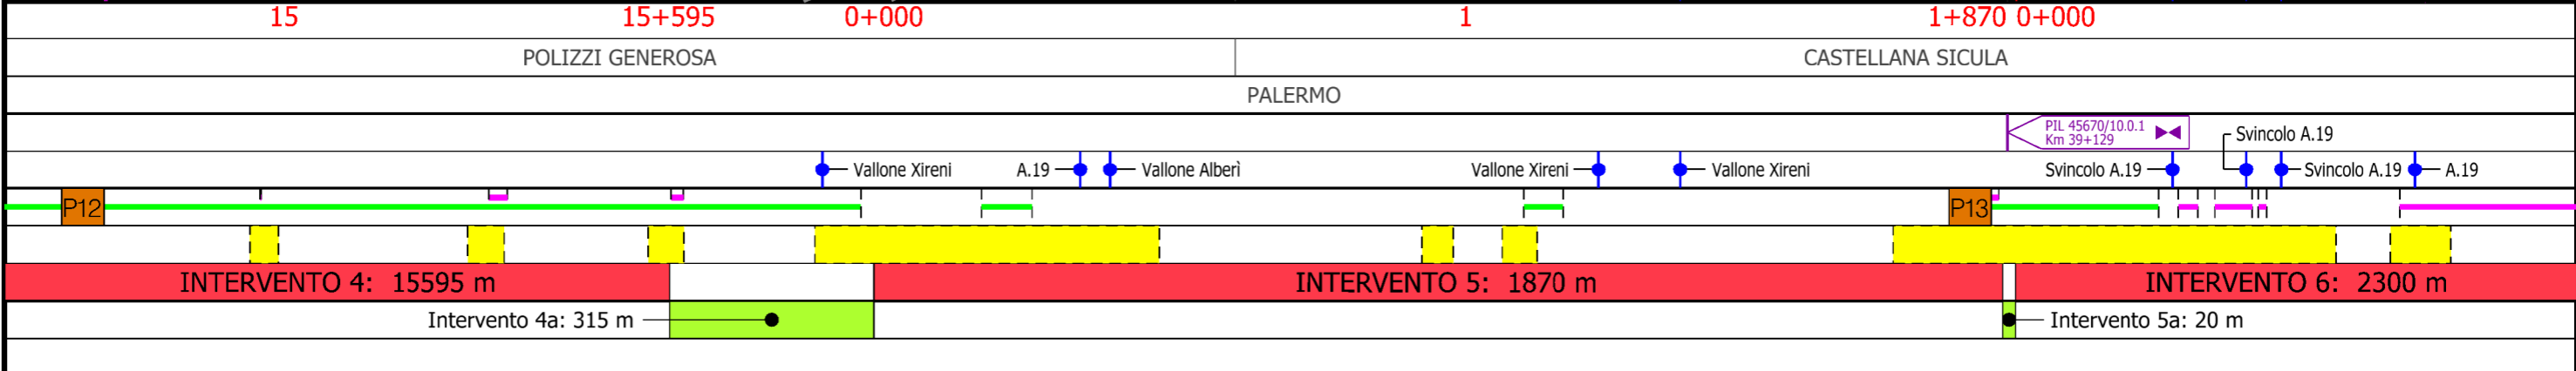 15 15+595 0+000 1 1+870 0+000
POLIZZI GENEROSA CASTELLANA SICULA
PALERMO
PIL 45670/10.0.1
Km 39+129
Svincolo A.19
Vallone Xireni A.19 Vallone Alberì Vallone Xireni Vallone Xireni Svincolo A.19 Svincolo A.19 A.19
P12 P13
INTERVENTO 4: 15595 m INTERVENTO 5: 1870 m INTERVENTO 6: 2300 m
Intervento 4a: 315 m Intervento 5a: 20 m